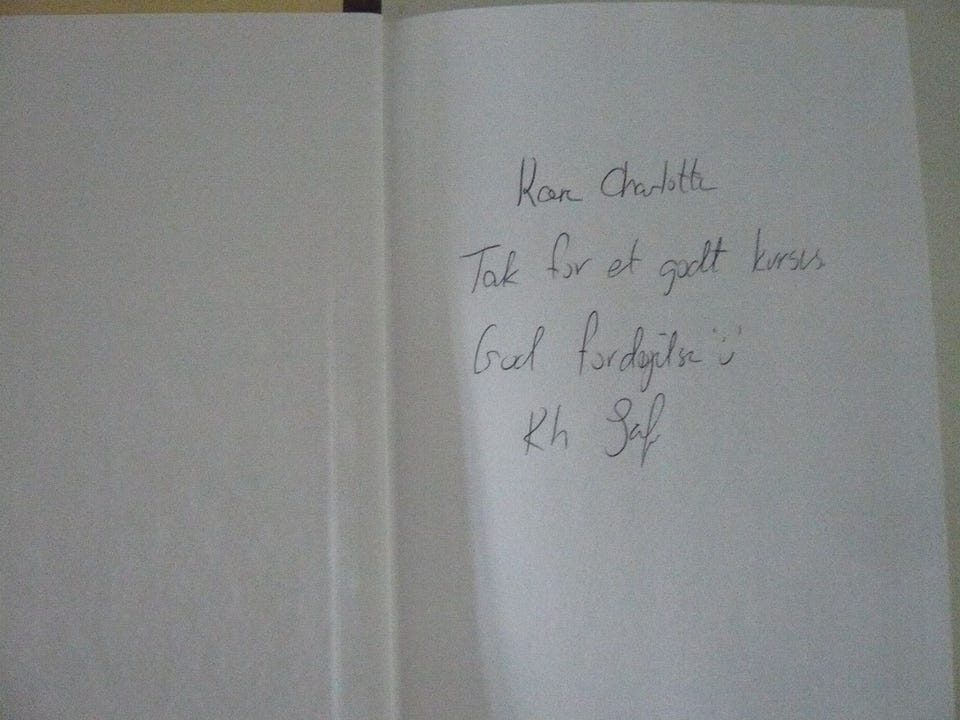 Kære Charlotte
Tak for et godt kursus
God fordøjelse :)
Kh